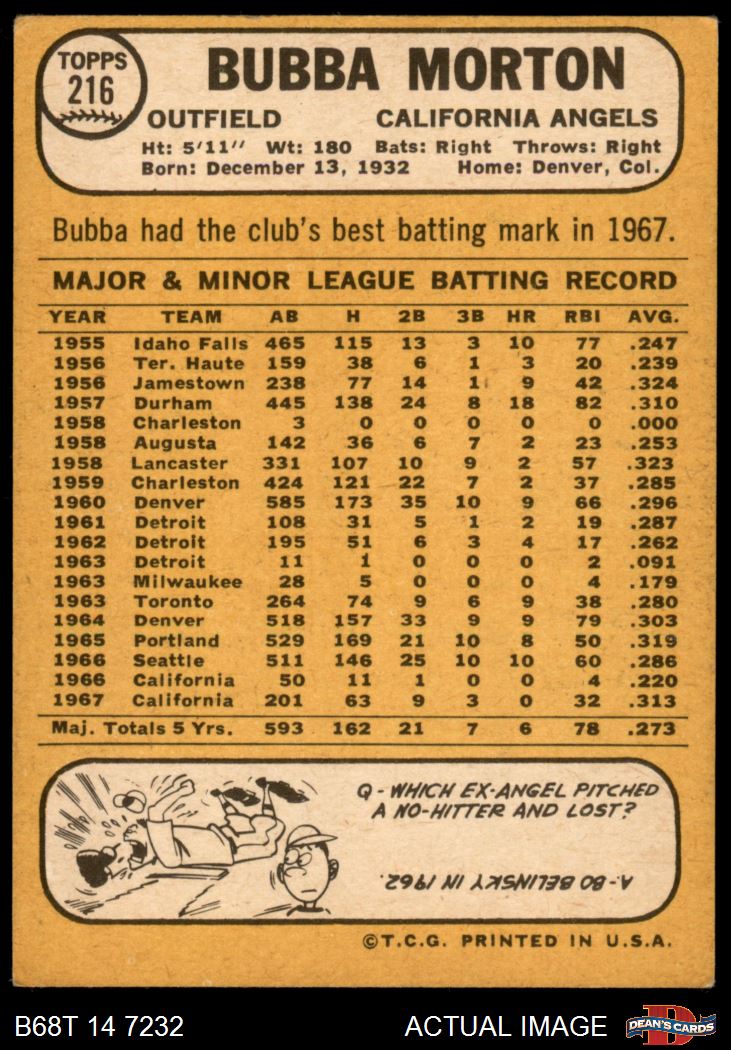 TOPPS
216
BUBBA MORTON
OUTFIELD CALIFORNIA ANGELS
Ht: 5'11" Wt: 180 Bats: Right Throws: Right
Born: December 13, 1932 Home: Denver, Col.
Bubba had the club's best batting mark in 1967.
MAJOR & MINOR LEAGUE BATTING RECORD
YEAR TEAM AB H 2B 3B HR RBI AVG.
1955 Idaho Falls 465 115 13 3 10 77 .247
1956 Ter. Haute 159 38 6 1 3 20 .239
1956 Jamestown 238 77 14 1 9 42 .324
1957 Durham 445 138 24 8 18 82 .310
1958 Charleston 3 0 0 0 0 0 .000
1958 Augusta 142 36 6 7 2 23 .253
1958 Lancaster 331 107 10 9 2 57 .323
1959 Charleston 424 121 22 7 2 37 .285
1960 Denver 585 173 35 10 9 66 .296
1961 Detroit 108 31 5 1 2 19 .287
1962 Detroit 195 51 6 3 4 17 .262
1963 Detroit 11 1 0 0 0 2 .091
1963 Milwaukee 28 5 0 0 0 4 .179
1963 Toronto 264 74 9 6 9 38 .280
1964 Denver 518 157 33 9 9 79 .303
1965 Portland 529 169 21 10 8 50 .319
1966 Seattle 511 146 25 10 10 60 .286
1966 California 50 11 1 0 0 4 .220
1967 California 201 63 9 3 0 32 .313
Maj. Totals 5 Yrs. 593 162 21 7 6 78 .273
Q - WHICH EX-ANGEL PITCHED
A NO-HITTER AND LOST?
A - BO BELINSKY IN 1962.
©T.C.G. PRINTED IN U.S.A.
B68T 14 7232 ACTUAL IMAGE
D
DEAN'S CARDS